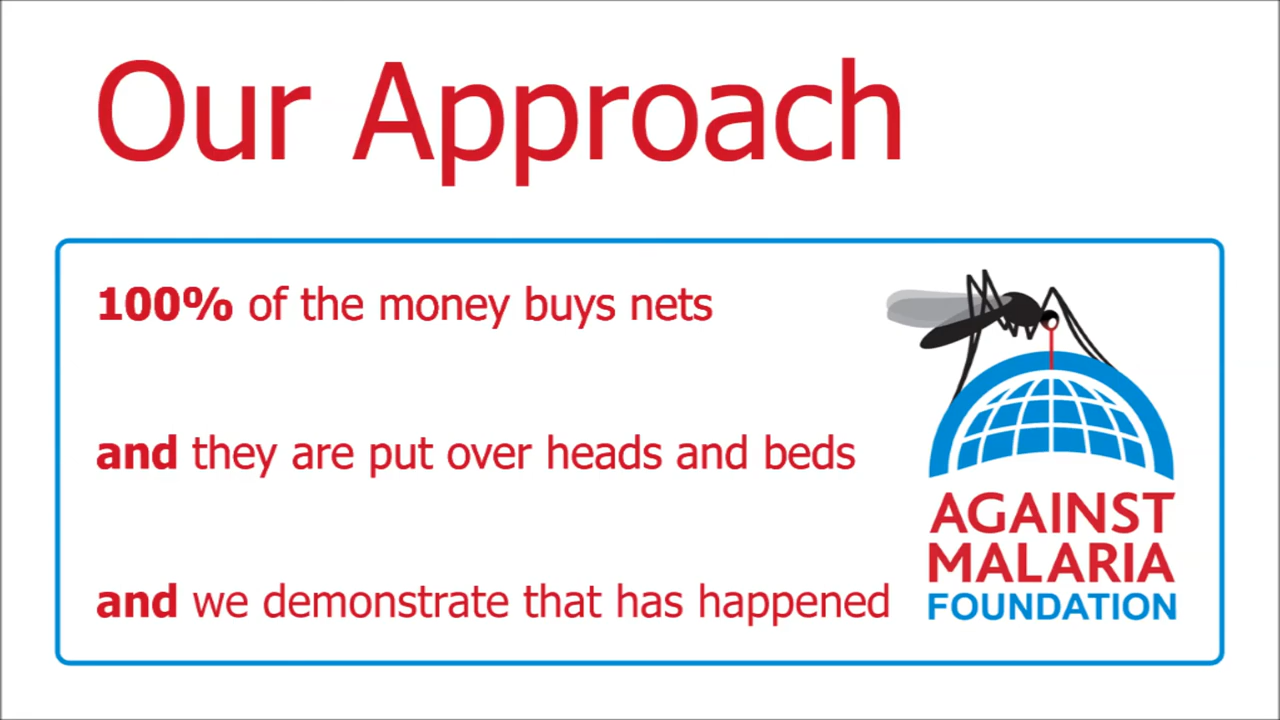 Our Approach
100% of the money buys nets
and they are put over heads and beds
and we demonstrate that has happened
AGAINST
MALARIA
FOUNDATION